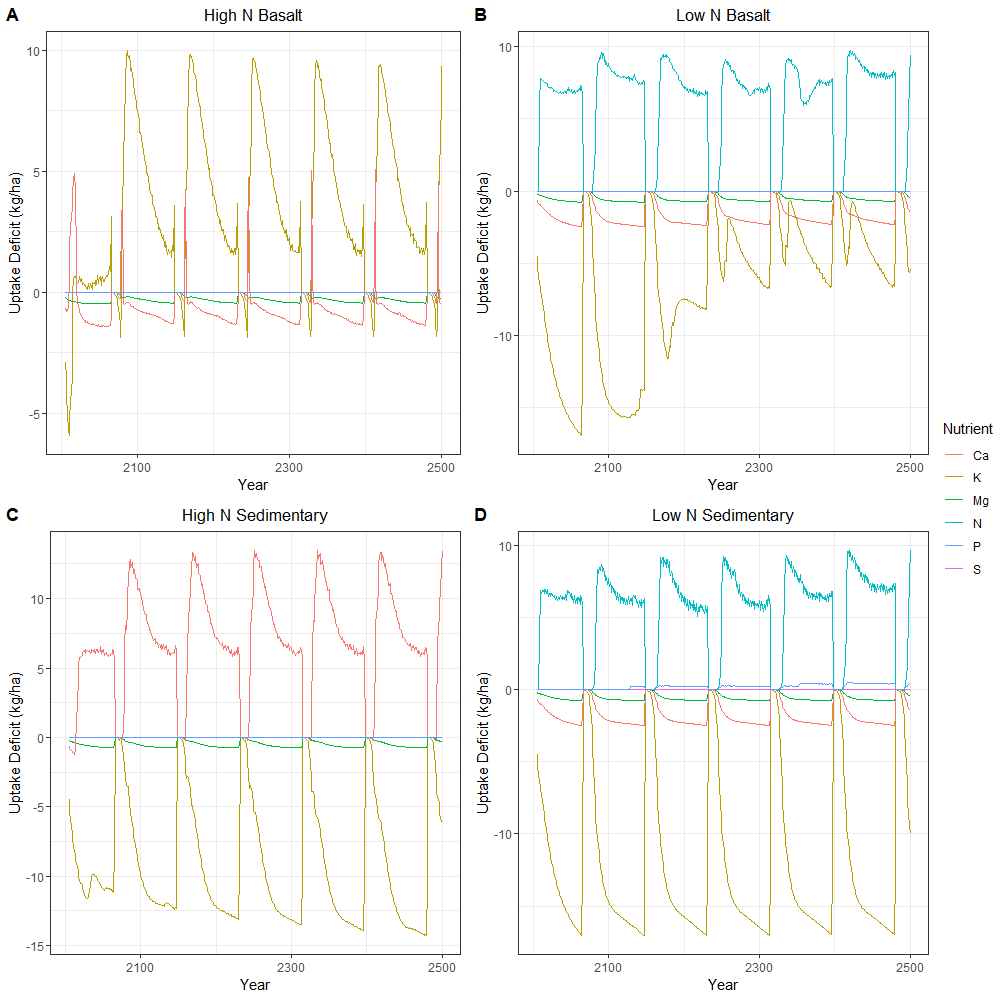 A High N Basalt
B Low N Basalt
Uptake Deficit (kg/ha)
10
5
0
-5
2100 2300 2500
Year
Uptake Deficit (kg/ha)
10
0
-10
2100 2300 2500
Year
C High N Sedimentary
D Low N Sedimentary
Uptake Deficit (kg/ha)
10
5
0
-5
-10
-15
2100 2300 2500
Year
Uptake Deficit (kg/ha)
10
0
-10
2100 2300 2500
Year
Nutrient
Ca
K
Mg
N
P
S